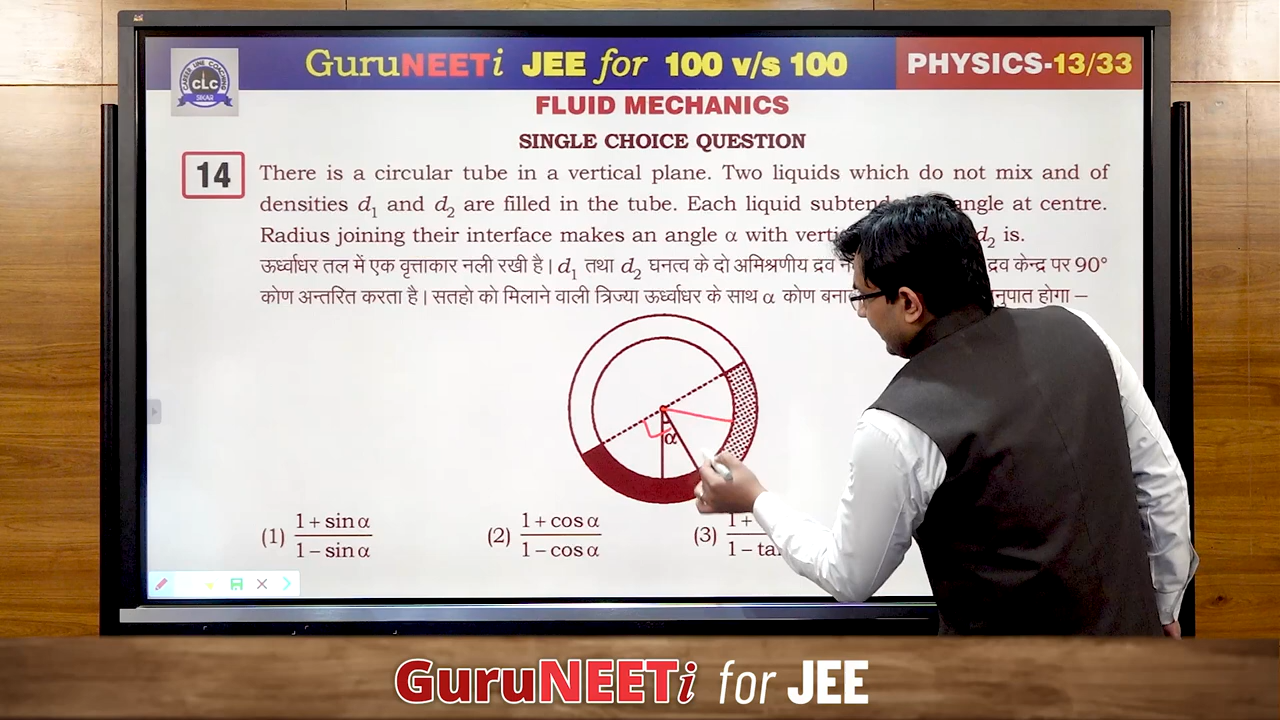 GuruNEETi JEE for 100 v/s 100
PHYSICS-13/33
CLC
SIKAR
FLUID MECHANICS
SINGLE CHOICE QUESTION
14
There is a circular tube in a vertical plane. Two liquids which do not mix and of
densities d₁ and d₂ are filled in the tube. Each liquid angle at centre.
Radius joining their interface makes an angle α with d₂ is.
ऊर्ध्वाधर तल में एक वृत्ताकार नली रखी है। d₁ तथा d₂ घनत्व के दो अमिश्रणीय द्रव द्रव केन्द्र पर 90°
कोण अन्तरित करता है। सतहो को मिलाने वाली त्रिज्या ऊर्ध्वाधर के साथ α कोण होगा –
α
(1) 1 + sin α / 1 – sin α
(2) 1 + cos α / 1 – cos α
(3) 1 + / 1 –
GuruNEETi for JEE